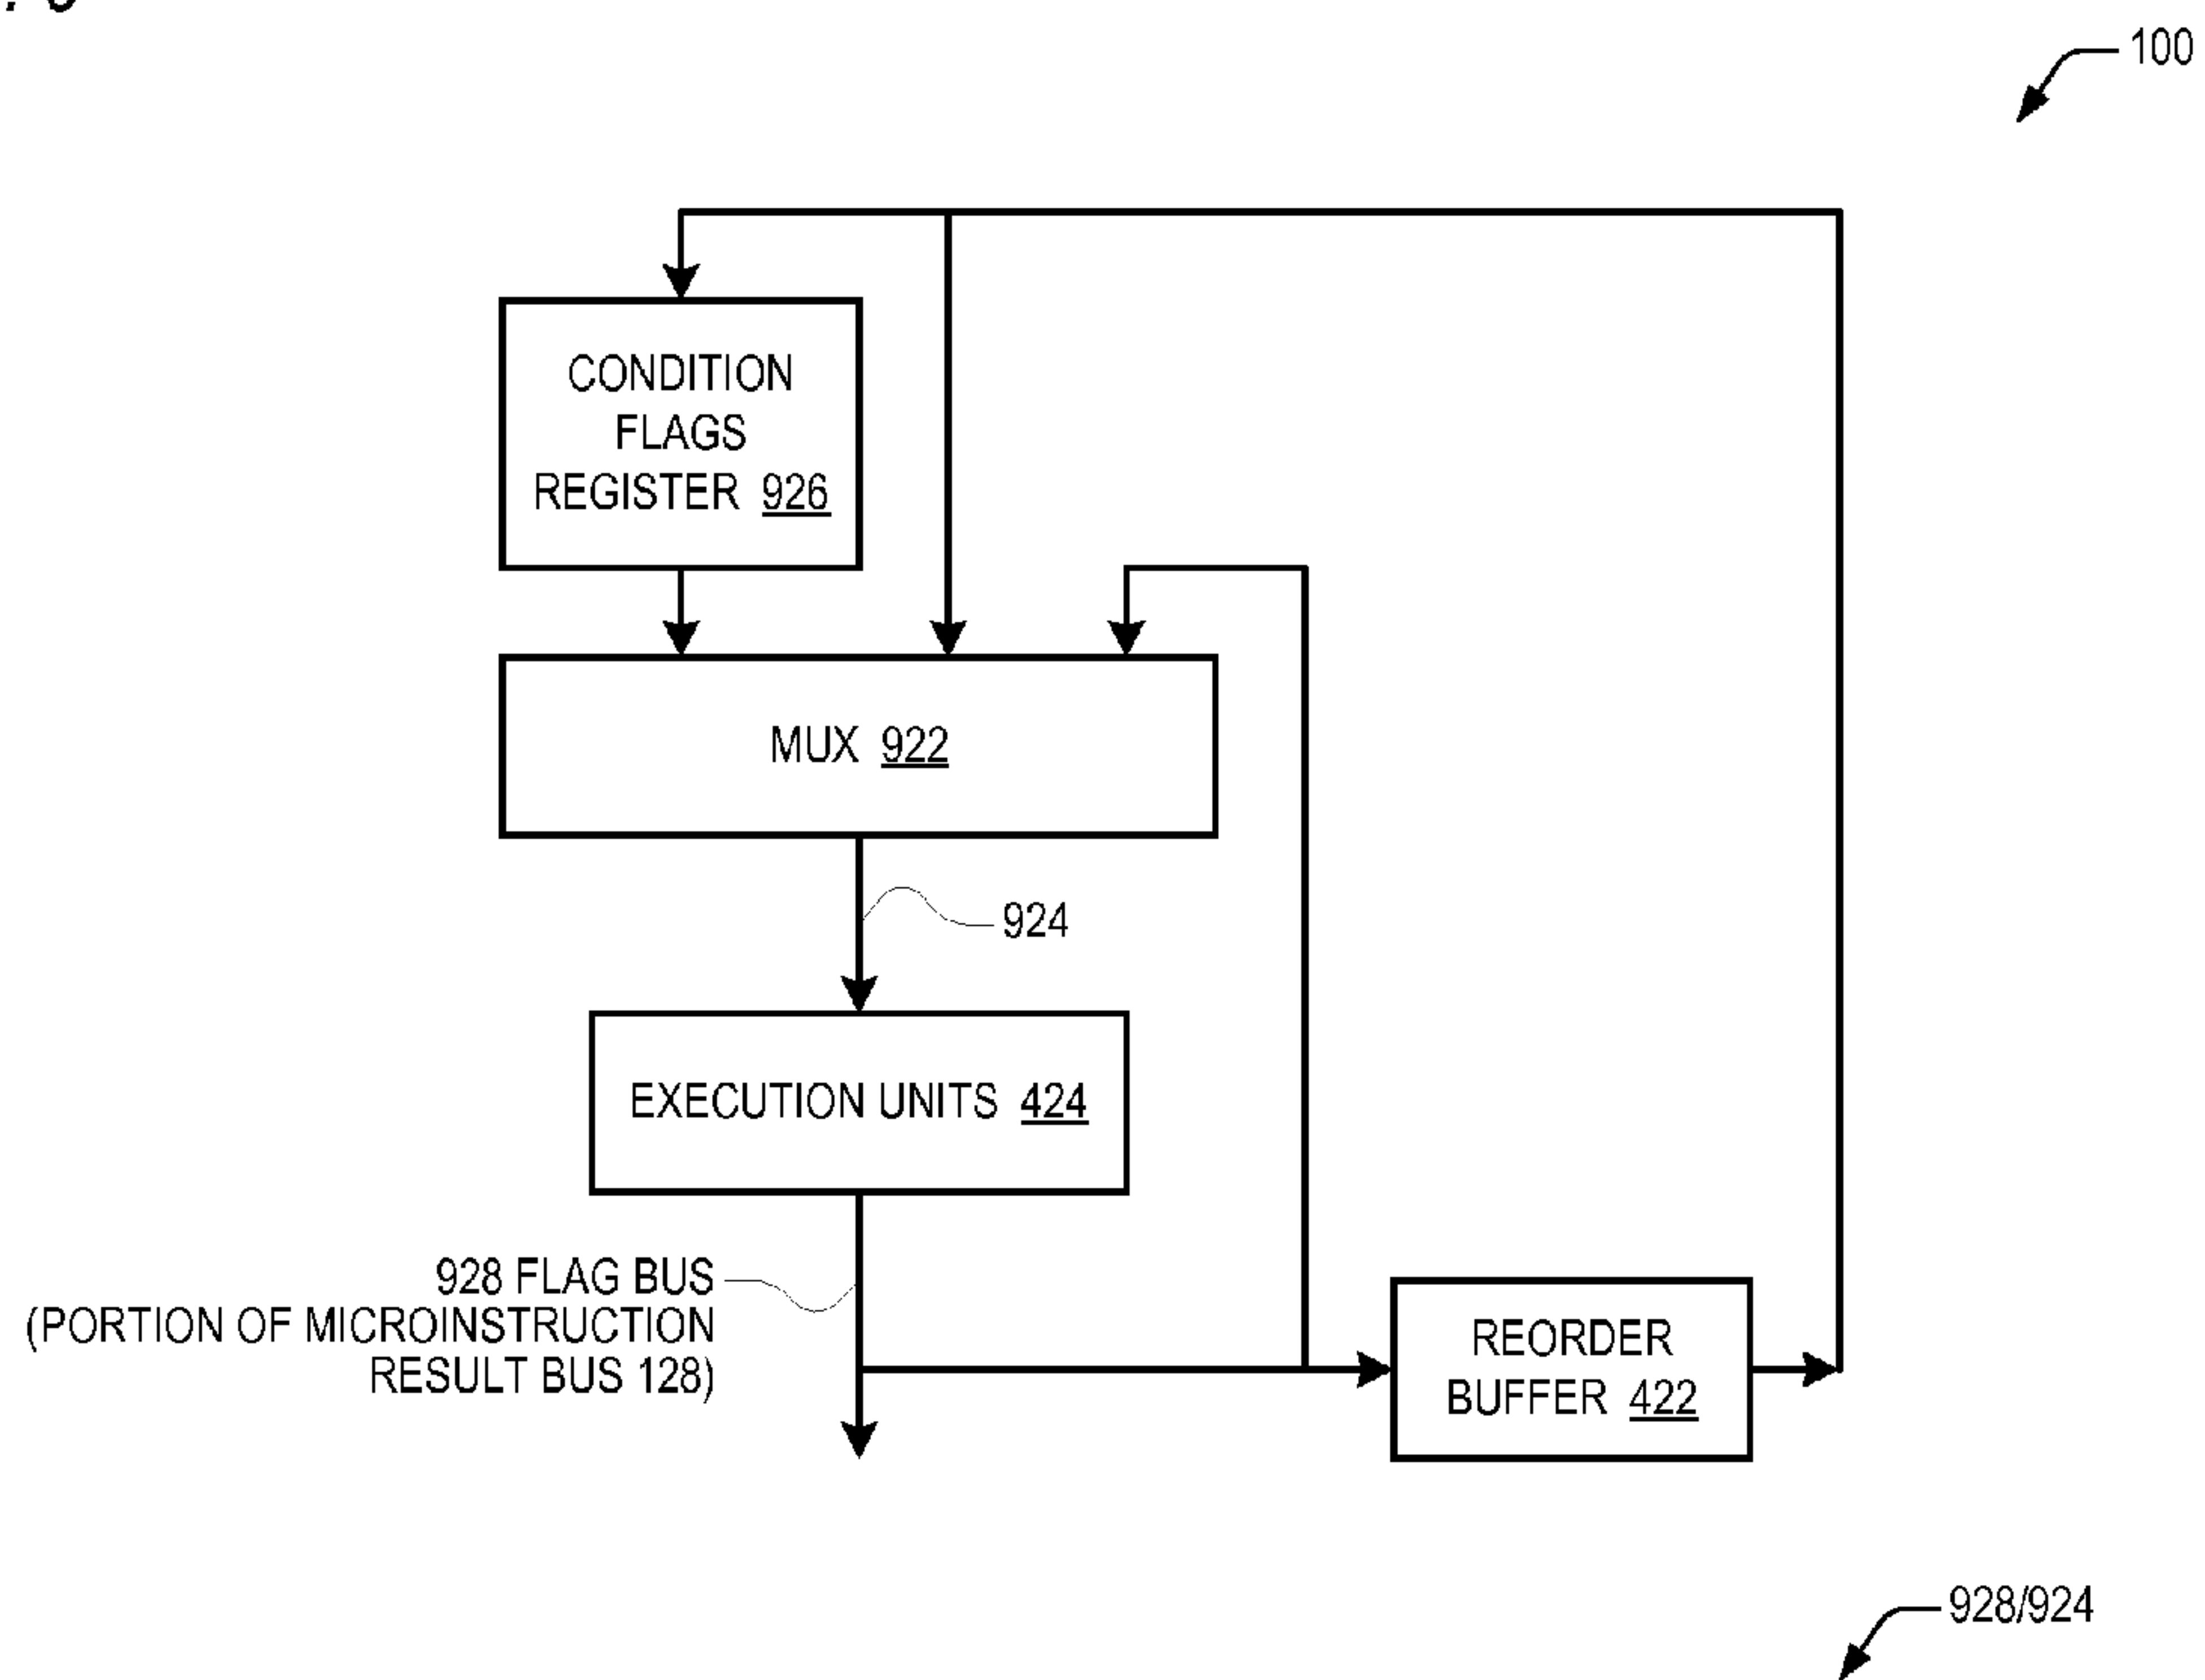 100
CONDITION
FLAGS
REGISTER 926
MUX 922
924
EXECUTION UNITS 424
928 FLAG BUS
(PORTION OF MICROINSTRUCTION
RESULT BUS 128)
REORDER
BUFFER 422
928/924